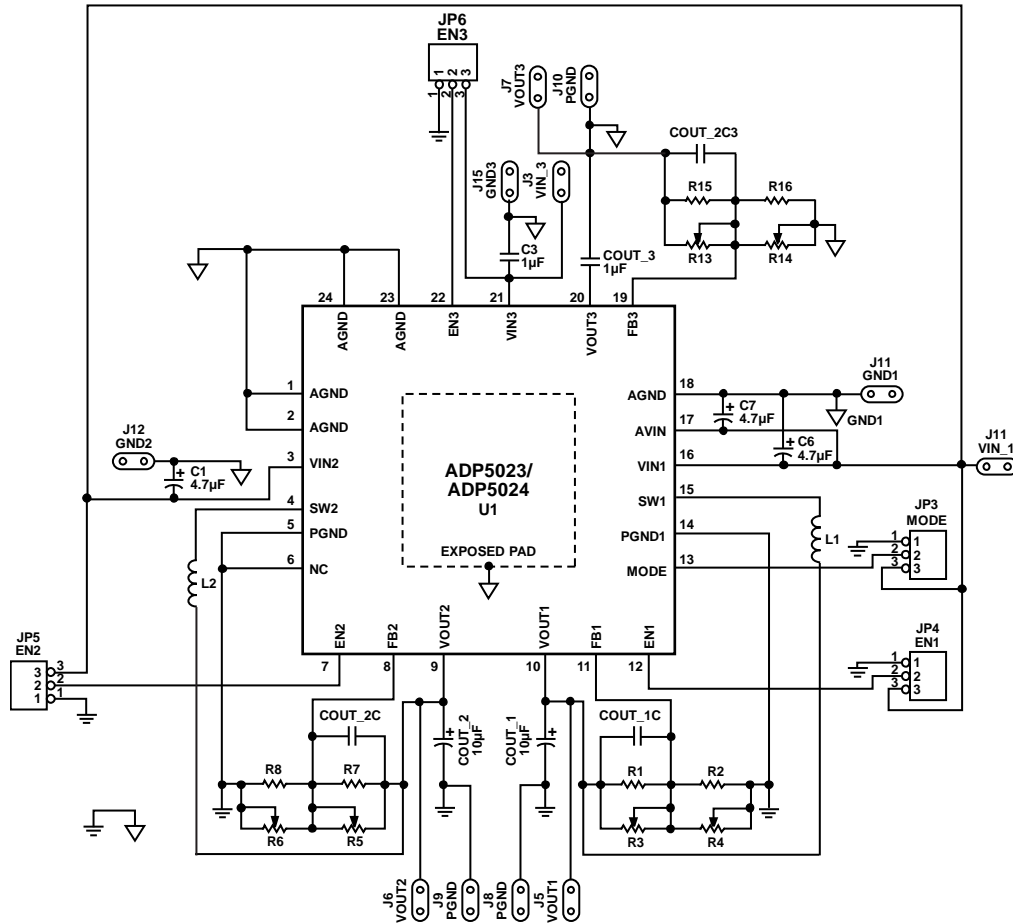 JP6
EN3
1 2 3
1
2
3
J7
VOUT3
J10
PGND
COUT_2C3
J15
GND3
J3
VIN_3
R15
R16
R13
R14
C3
1µF
COUT_3
1µF
24
23
22
21
20
19
AGND
AGND
EN3
VIN3
VOUT3
FB3
1
AGND
2
AGND
3
VIN2
4
SW2
5
PGND
6
NC
AGND
18
AVIN
17
VIN1
16
SW1
15
PGND1
14
MODE
13
ADP5023/
ADP5024
U1
EXPOSED PAD
J12
GND2
+
C1
4.7µF
+
C7
4.7µF
+
C6
4.7µF
GND1
J11
GND1
J11
VIN_1
JP3
MODE
1
2
3
1
2
3
L1
L2
JP4
EN1
1
2
3
1
2
3
JP5
EN2
3
2
1
3
2
1
EN2
FB2
VOUT2
VOUT1
FB1
EN1
7
8
9
10
11
12
COUT_2C
COUT_2
10µF
+
COUT_1
10µF
+
COUT_1C
R8
R7
R1
R2
R6
R5
R3
R4
J6
VOUT2
J9
PGND
J8
PGND
J5
VOUT1